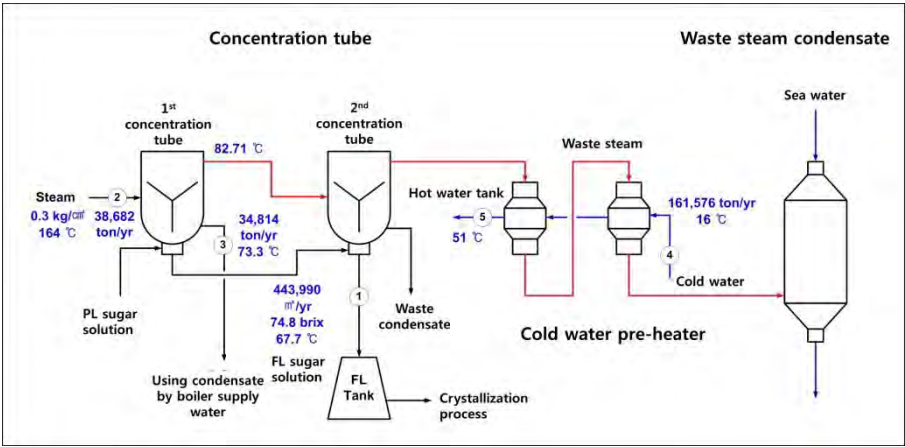 Concentration tube
Waste steam condensate
1st
concentration
tube
2nd
concentration
tube
Sea water
82.71 ℃
Waste steam
Steam
2
0.3 kg/㎠
164 ℃
38,682
ton/yr
34,814
ton/yr
73.3 ℃
3
Hot water tank
5
51 ℃
161,576 ton/yr
16 ℃
4
Cold water
PL sugar
solution
443,990
㎥/yr
74.8 brix
67.7 ℃
1
Waste
condensate
Cold water pre-heater
FL sugar
solution
Using condensate
by boiler supply
water
FL
Tank
Crystallization
process